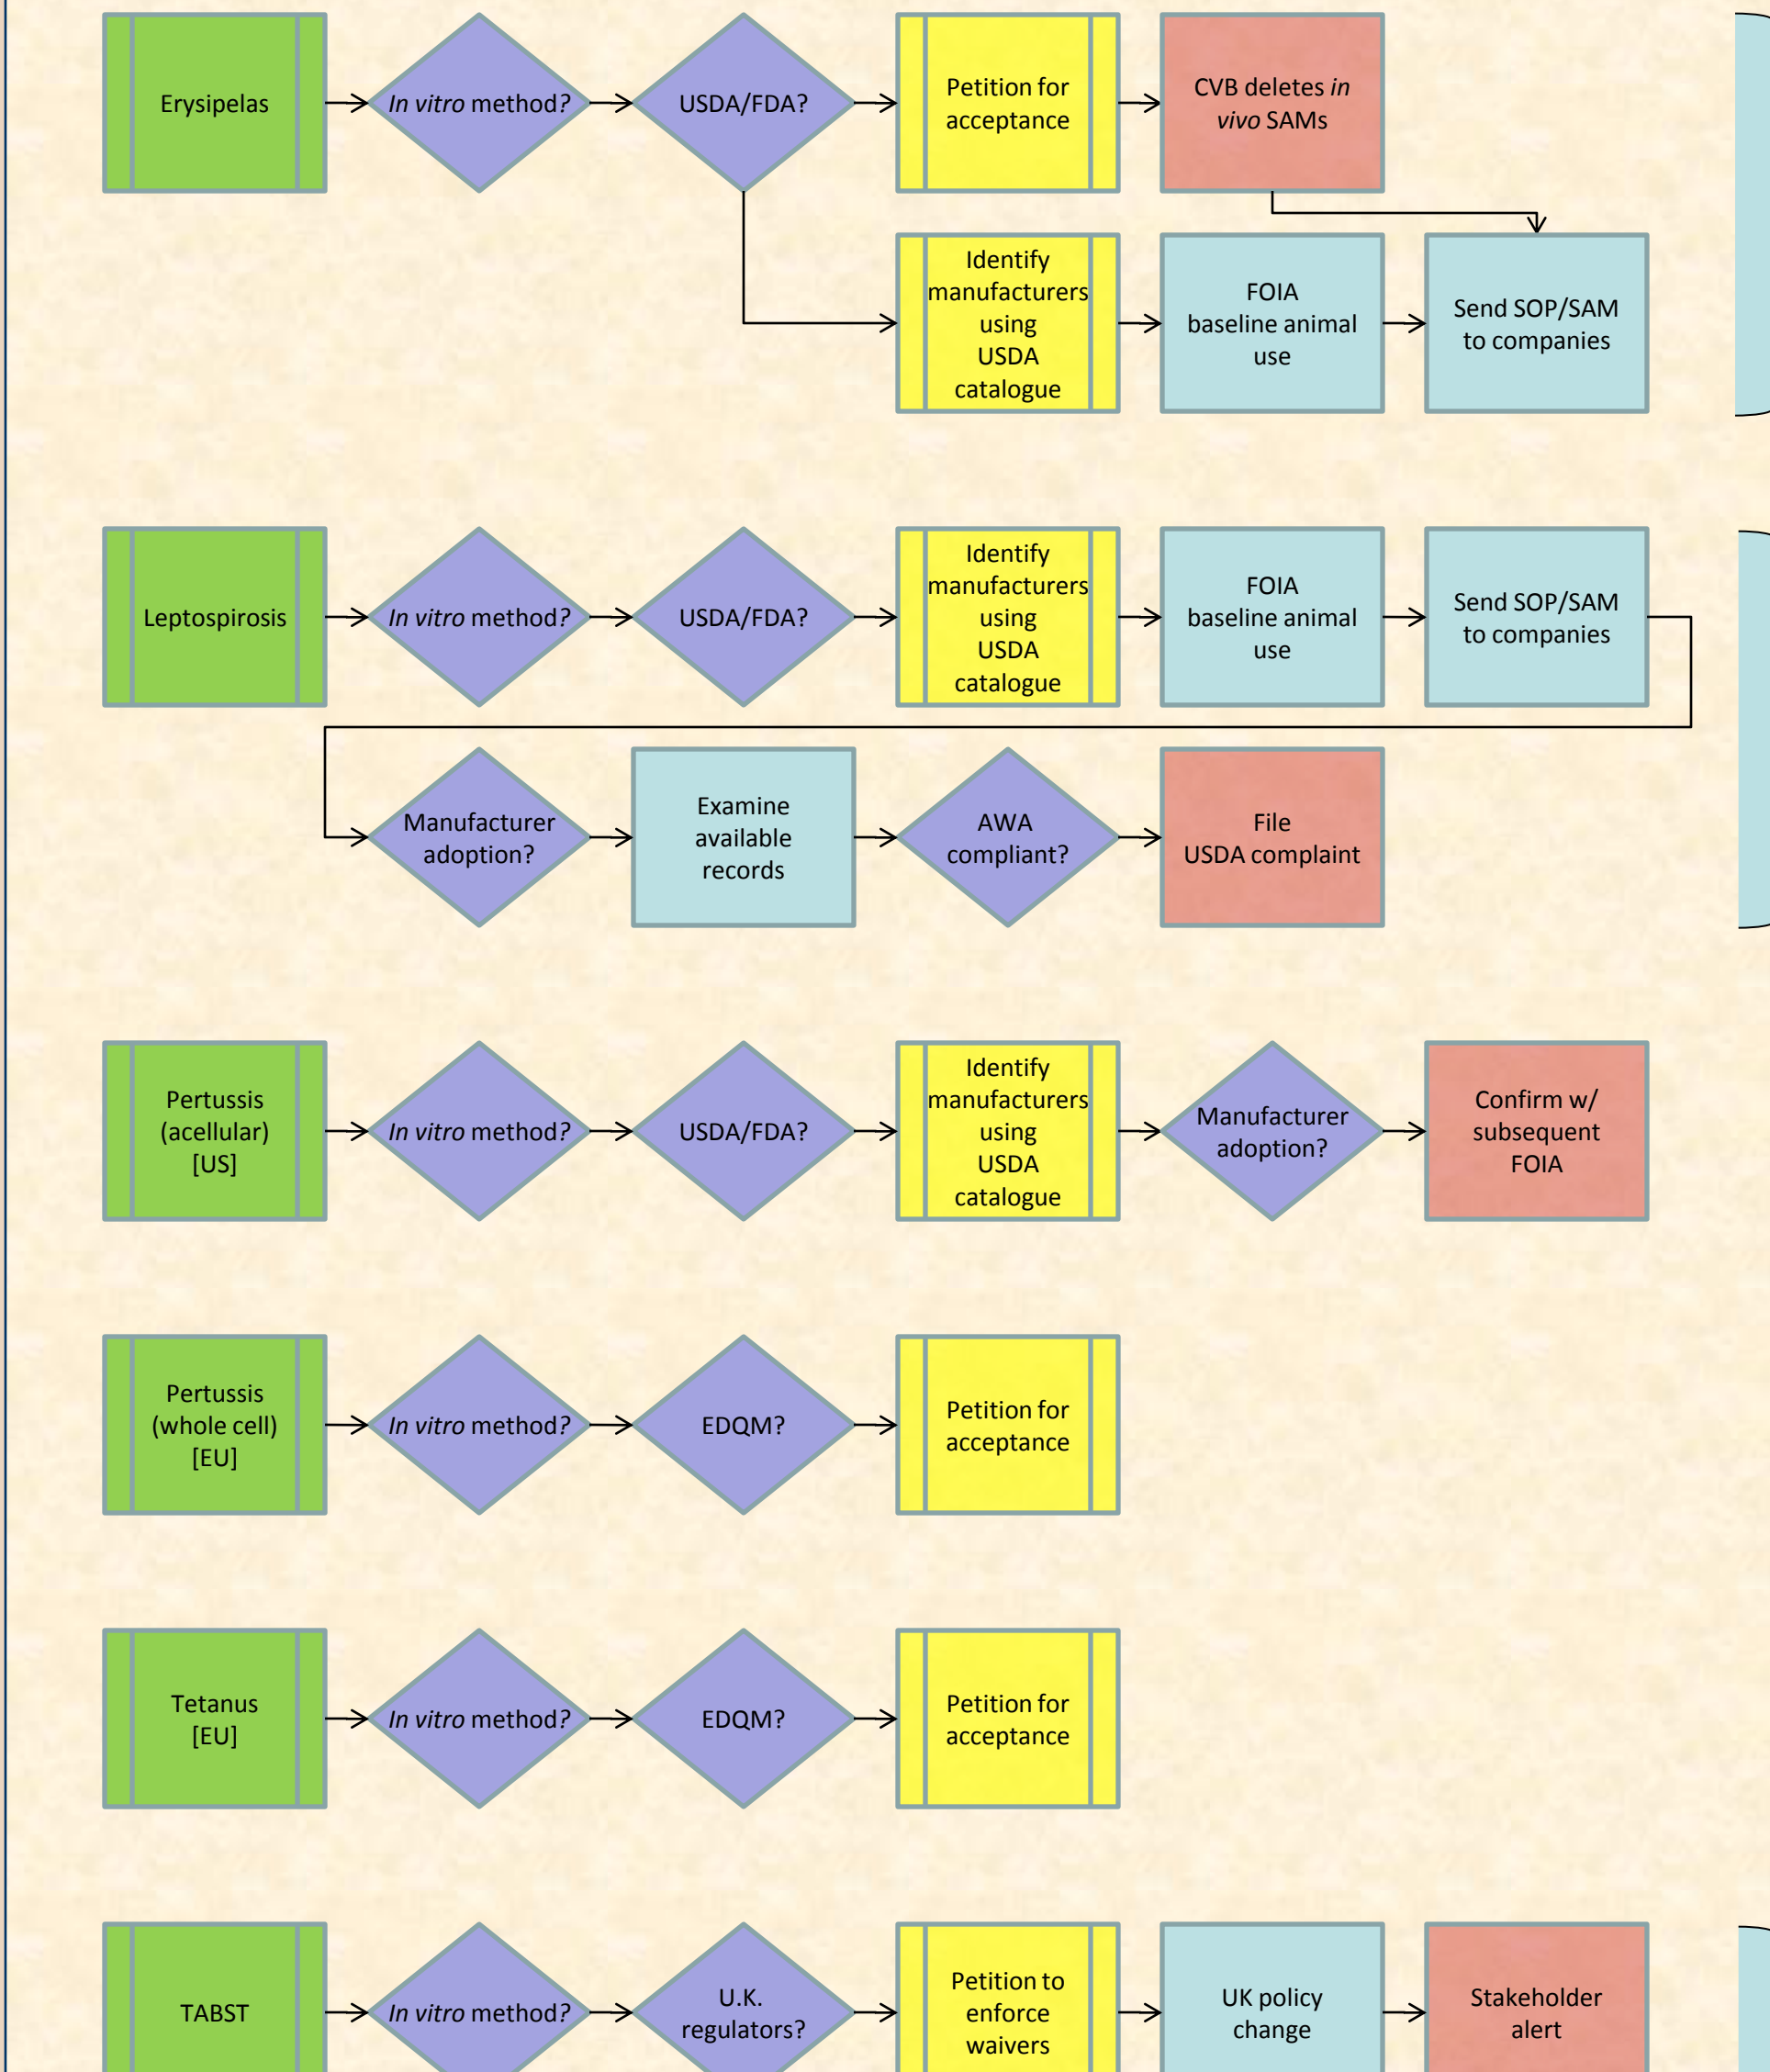 Erysipelas
In vitro method?
USDA/FDA?
Petition for
acceptance
CVB deletes in
vivo SAMs
Identify
manufacturers
using
USDA
catalogue
FOIA
baseline animal
use
Send SOP/SAM
to companies
Leptospirosis
In vitro method?
USDA/FDA?
Identify
manufacturers
using
USDA
catalogue
FOIA
baseline animal
use
Send SOP/SAM
to companies
Manufacturer
adoption?
Examine
available
records
AWA
compliant?
File
USDA complaint
Pertussis
(acellular)
[US]
In vitro method?
USDA/FDA?
Identify
manufacturers
using
USDA
catalogue
Manufacturer
adoption?
Confirm w/
subsequent
FOIA
Pertussis
(whole cell)
[EU]
In vitro method?
EDQM?
Petition for
acceptance
Tetanus
[EU]
In vitro method?
EDQM?
Petition for
acceptance
TABST
In vitro method?
U.K.
regulators?
Petition to
enforce
waivers
UK policy
change
Stakeholder
alert